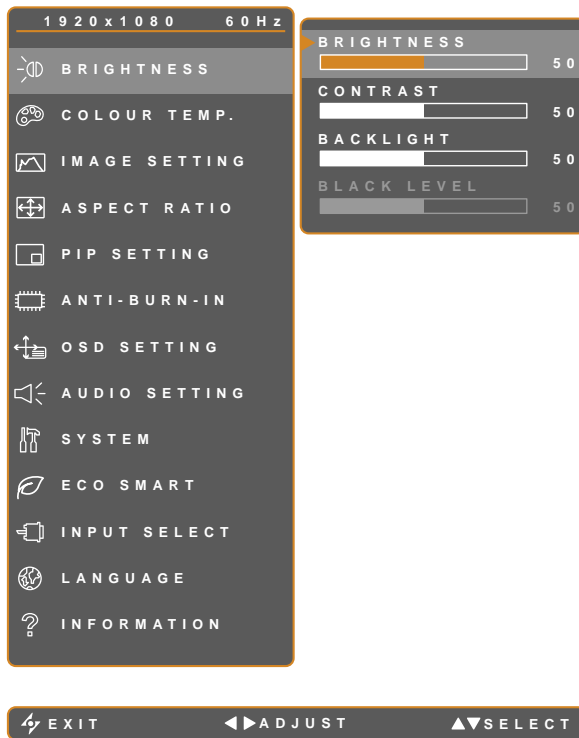 1920x1080 60Hz
BRIGHTNESS
COLOUR TEMP.
IMAGE SETTING
ASPECT RATIO
PIP SETTING
ANTI-BURN-IN
OSD SETTING
AUDIO SETTING
SYSTEM
ECO SMART
INPUT SELECT
LANGUAGE
INFORMATION
BRIGHTNESS
50
CONTRAST
50
BACKLIGHT
50
BLACK LEVEL
50
EXIT ◀▶ADJUST ▲▼SELECT